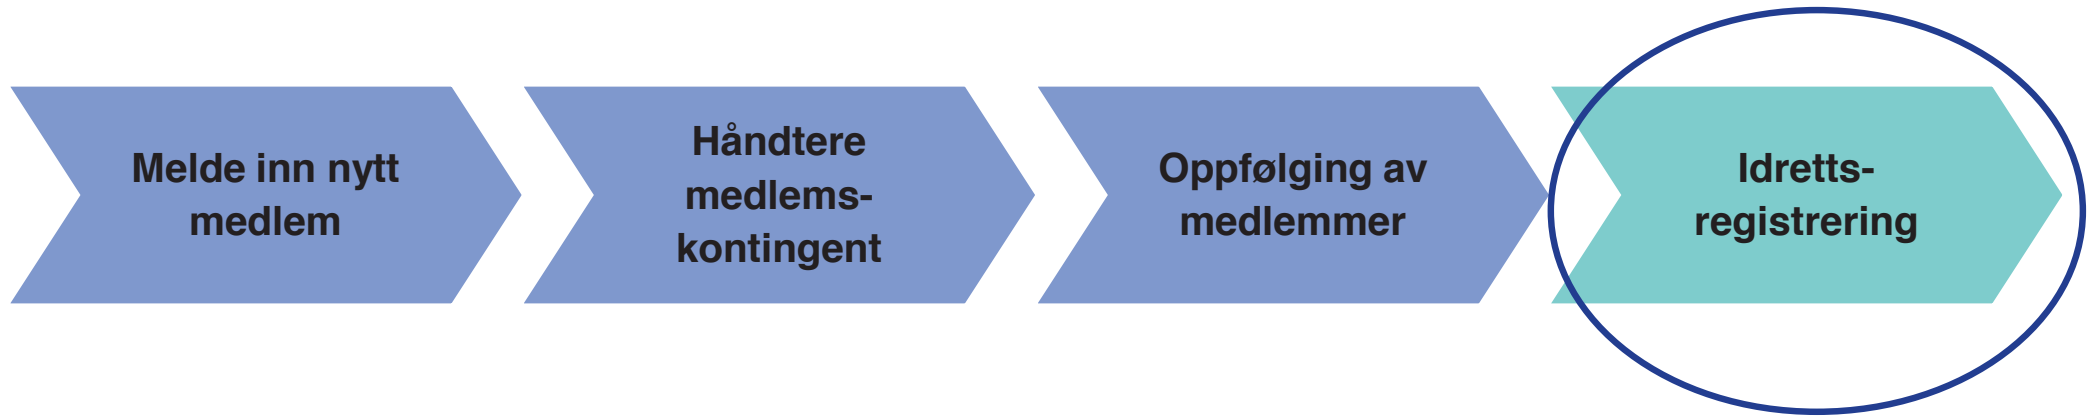 Melde inn nytt
medlem
Håndtere
medlems-
kontingent
Oppfølging av
medlemmer
Idretts-
registrering